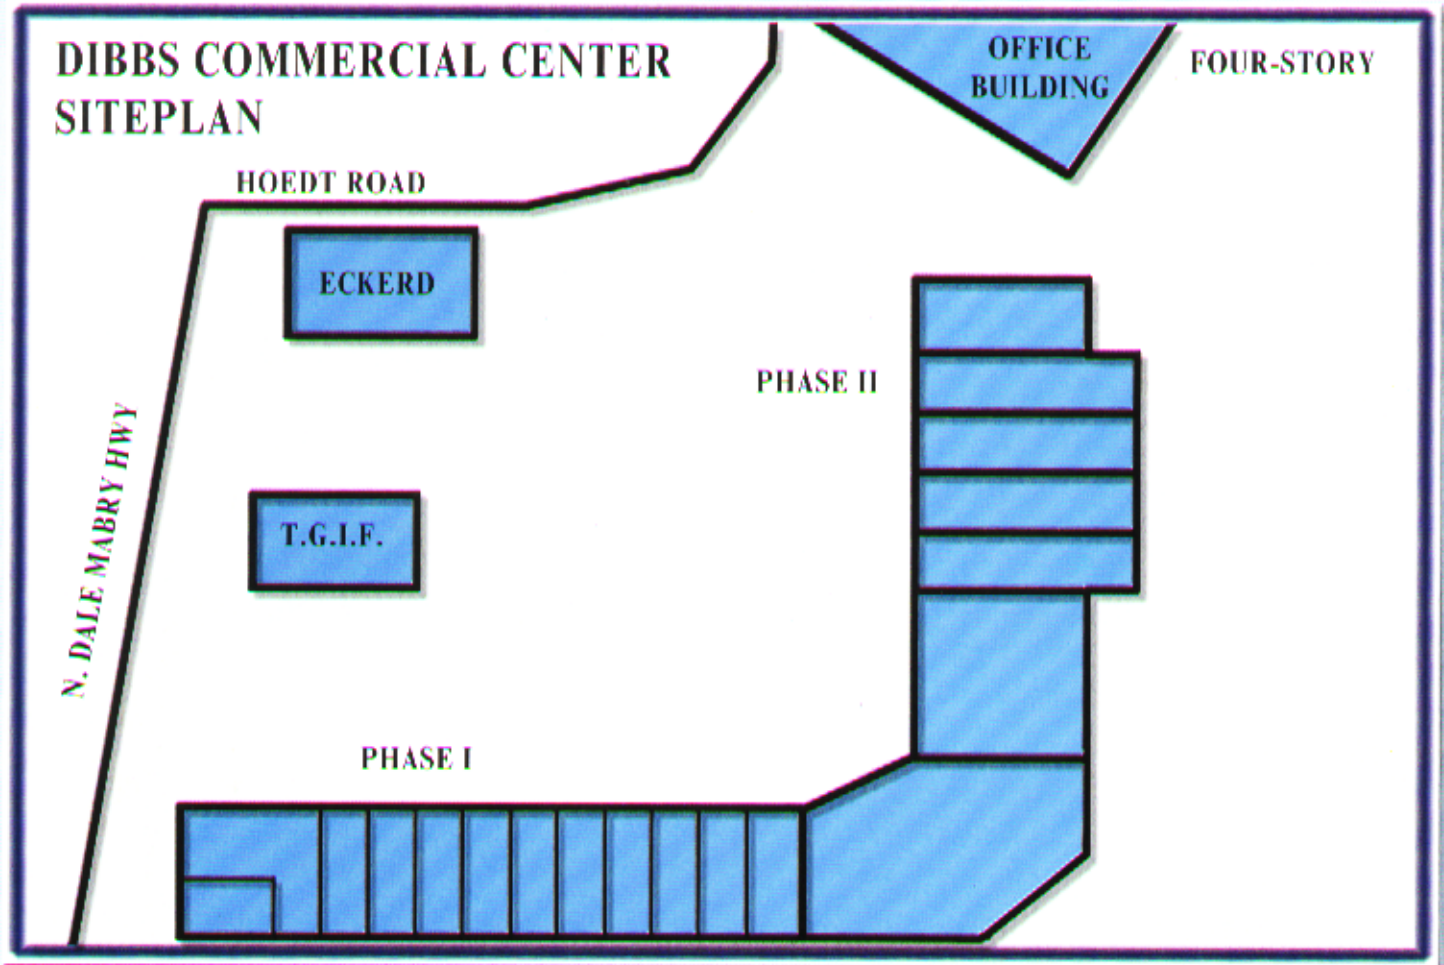 DIBBS COMMERCIAL CENTER
SITEPLAN
OFFICE
BUILDING
FOUR-STORY
HOEDT ROAD
ECKERD
PHASE II
N. DALE MABRY HWY
T.G.I.F.
PHASE I